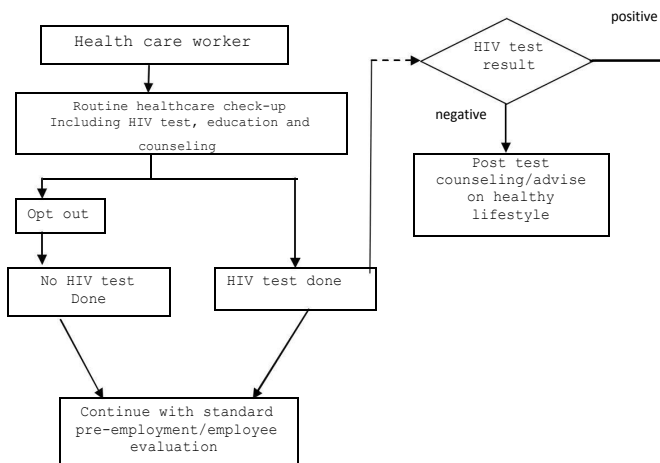 Health care worker
Routine healthcare check-up
Including HIV test, education and
counseling
Opt out
No HIV test
Done
HIV test done
Continue with standard
pre-employment/employee
evaluation
HIV test
result
positive
negative
Post test
counseling/advise
on healthy
lifestyle